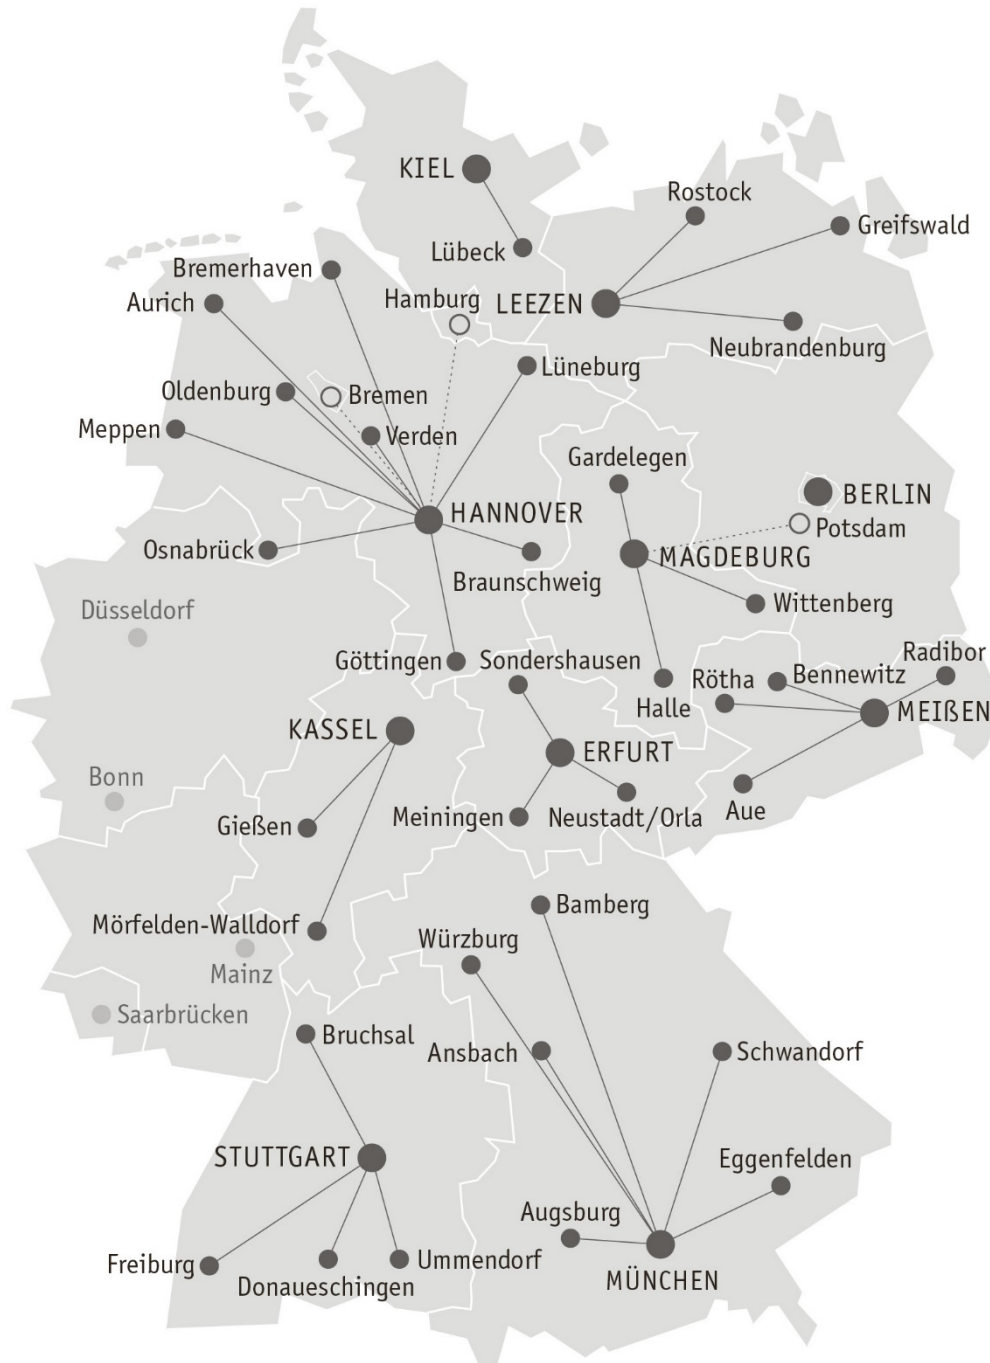 KIEL
Rostock
Greifswald
Lübeck
Bremerhaven
Hamburg
LEEZEN
Aurich
Neubrandenburg
Lüneburg
Oldenburg
Bremen
Meppen
Verden
Gardelegen
BERLIN
HANNOVER
Potsdam
Osnabrück
MAGDEBURG
Braunschweig
Düsseldorf
Wittenberg
Göttingen
Sondershausen
Radibor
Bennewitz
Rötha
Halle
MEIßEN
KASSEL
ERFURT
Bonn
Aue
Meiningen
Neustadt/Orla
Gießen
Bamberg
Mörfelden-Walldorf
Würzburg
Mainz
Saarbrücken
Bruchsal
Ansbach
Schwandorf
STUTTGART
Eggenfelden
Augsburg
Freiburg
Ummendorf
Donaueschingen
MÜNCHEN